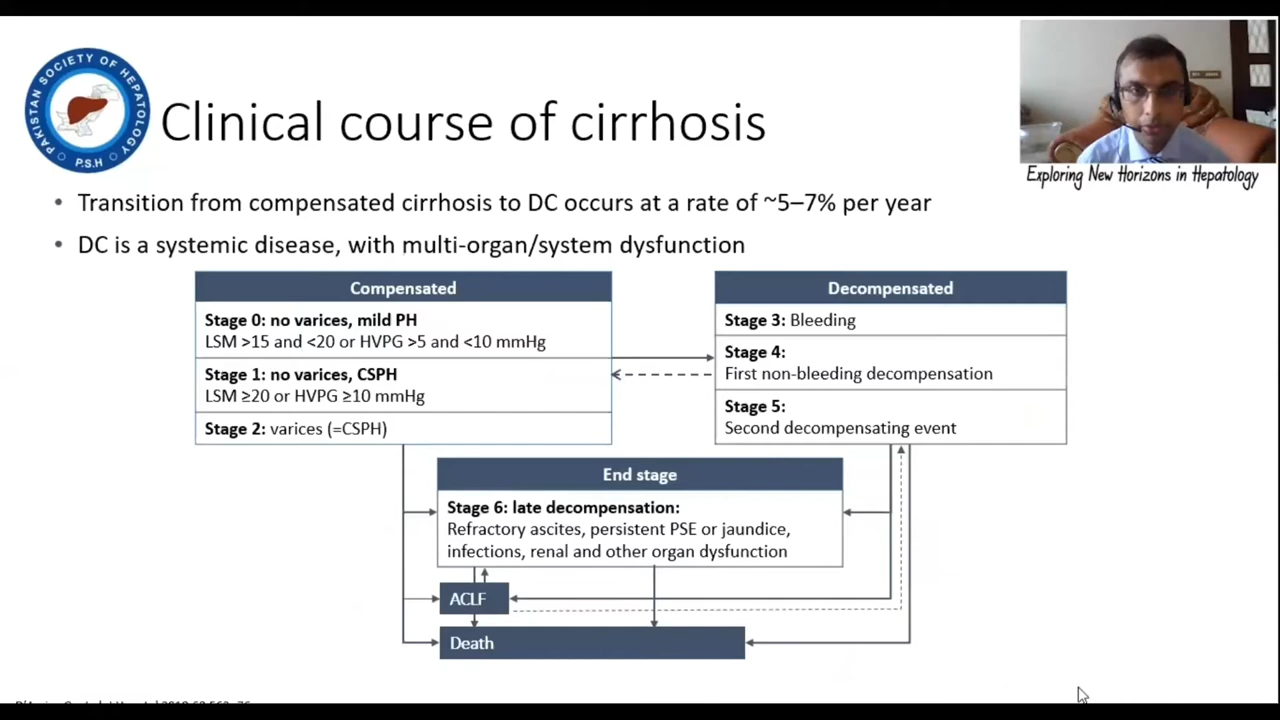 PAKISTAN SOCIETY OF HEPATOLOGY
P.S.H
Clinical course of cirrhosis
Exploring New Horizons in Hepatology
• Transition from compensated cirrhosis to DC occurs at a rate of ~5–7% per year
• DC is a systemic disease, with multi-organ/system dysfunction
Compensated
Stage 0: no varices, mild PH
LSM >15 and <20 or HVPG >5 and <10 mmHg
Stage 1: no varices, CSPH
LSM ≥20 or HVPG ≥10 mmHg
Stage 2: varices (=CSPH)
Decompensated
Stage 3: Bleeding
Stage 4:
First non-bleeding decompensation
Stage 5:
Second decompensating event
End stage
Stage 6: late decompensation:
Refractory ascites, persistent PSE or jaundice,
infections, renal and other organ dysfunction
ACLF
Death